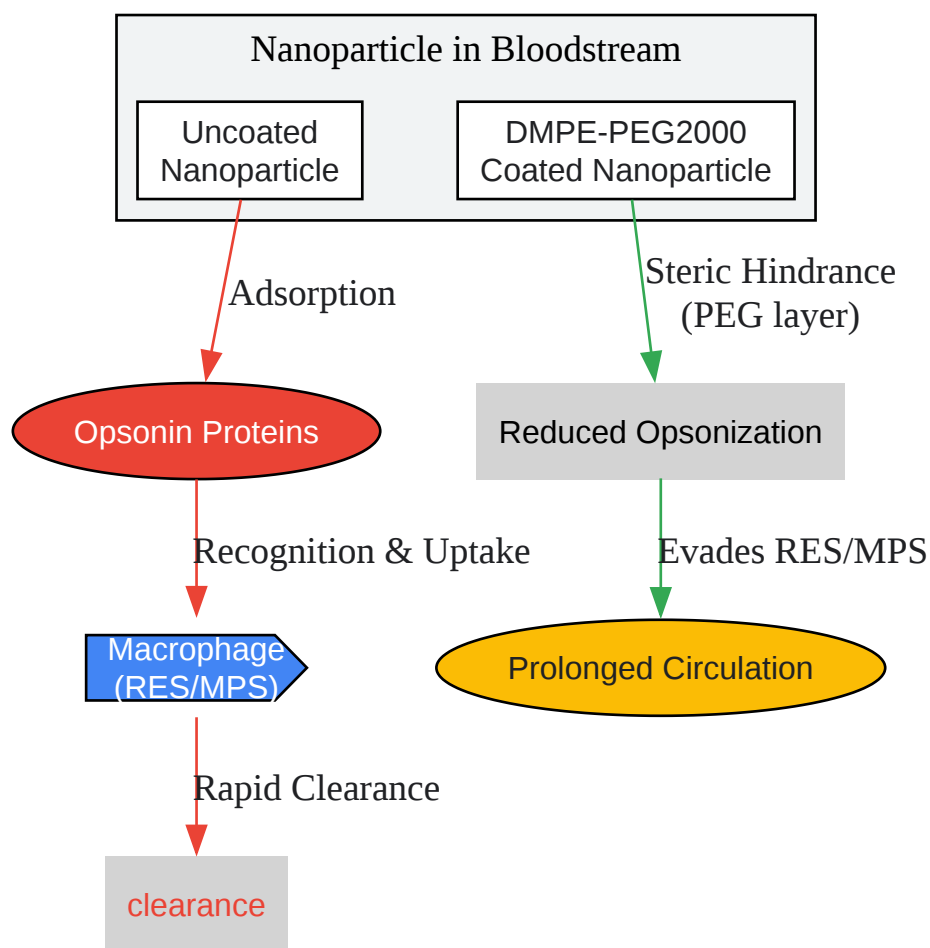 Nanoparticle in Bloodstream
Uncoated
Nanoparticle
DMPE-PEG2000
Coated Nanoparticle
Adsorption
Steric Hindrance
(PEG layer)
Opsonin Proteins
Reduced Opsonization
Recognition & Uptake
Evades RES/MPS
Macrophage
(RES/MPS)
Prolonged Circulation
Rapid Clearance
clearance